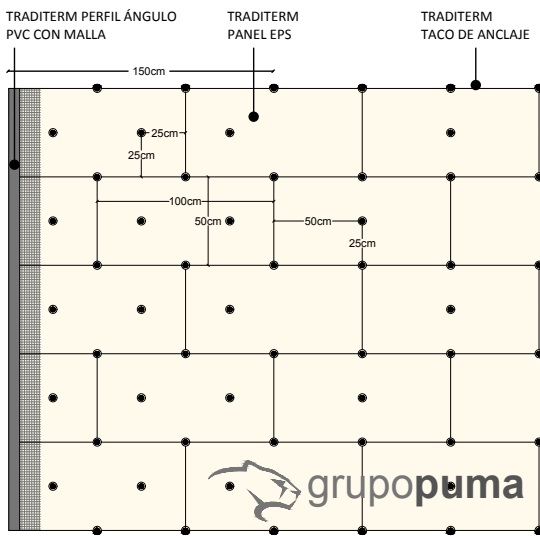 TRADITERM PERFIL ÁNGULO
PVC CON MALLA
TRADITERM
PANEL EPS
TRADITERM
TACO DE ANCLAJE
150cm
25cm
25cm
100cm
50cm
50cm
25cm
grupopuma